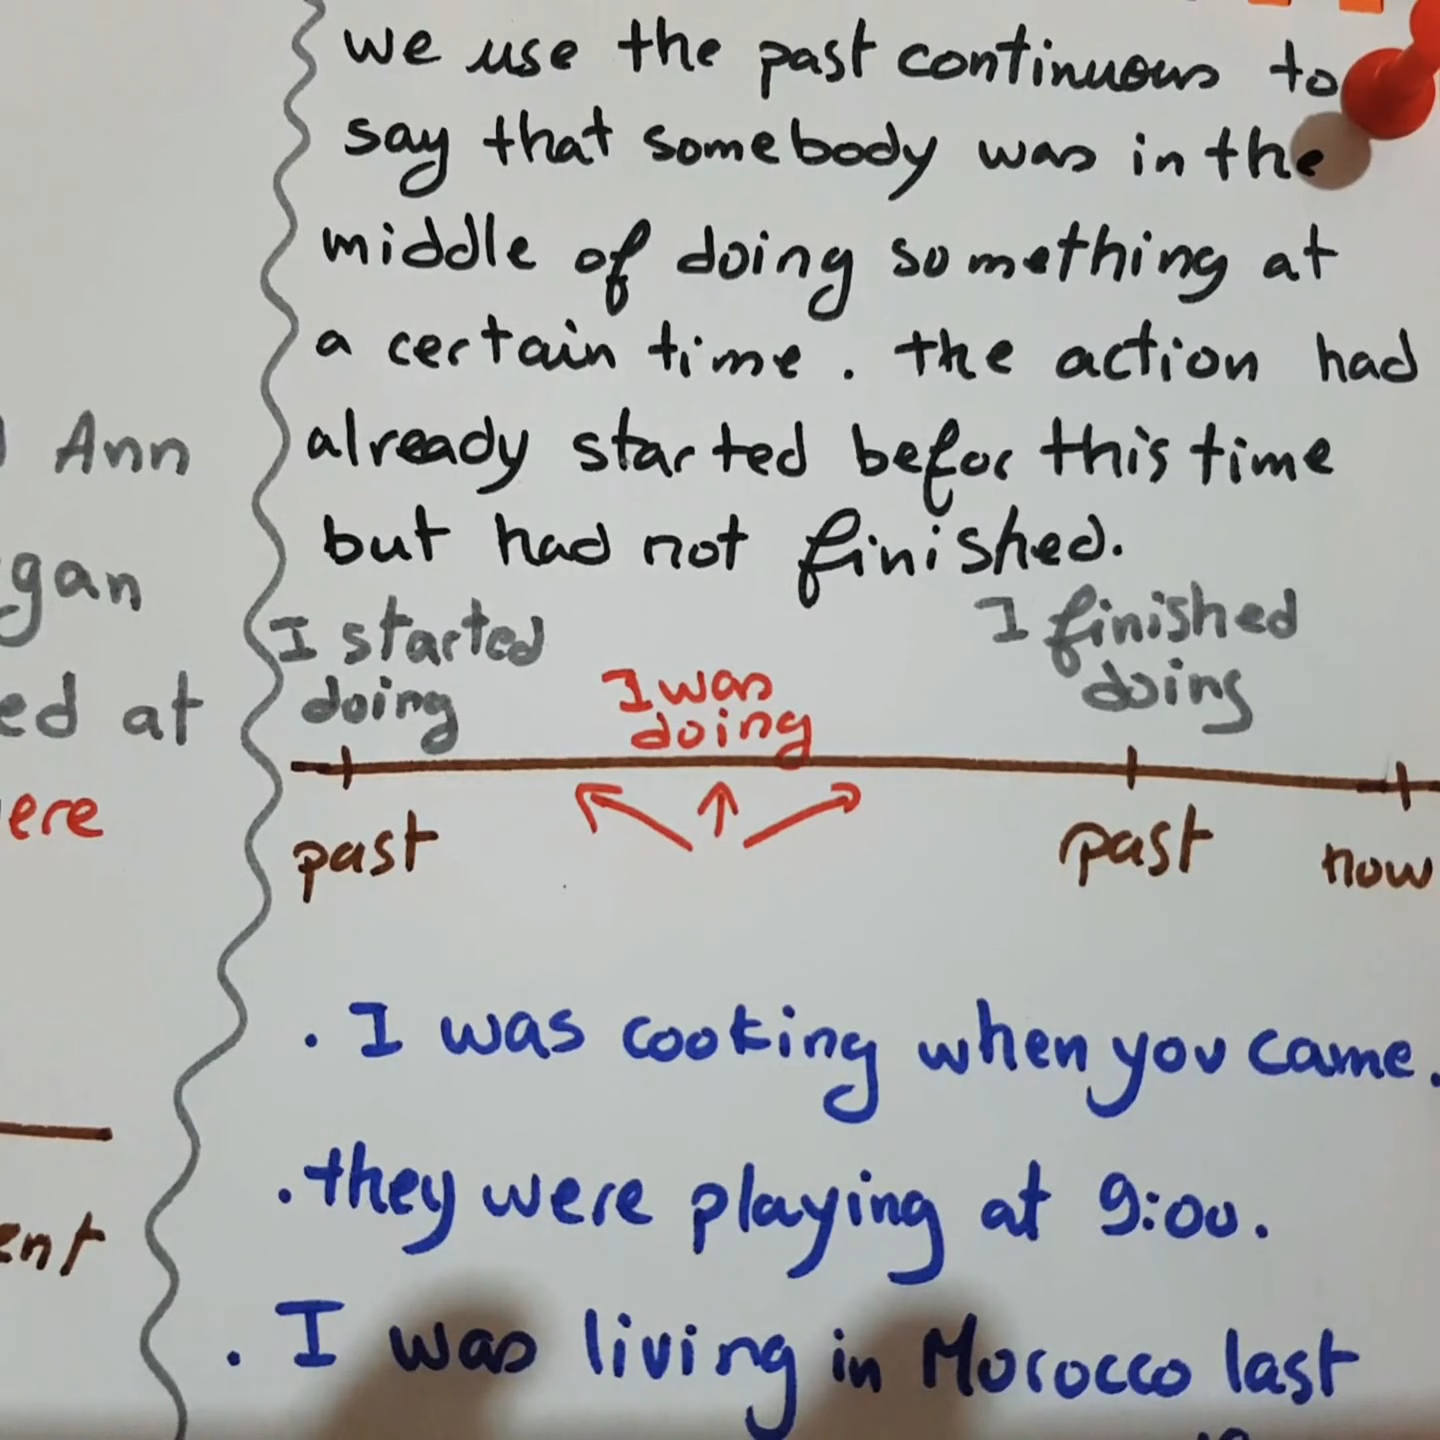 we use the past continuous to
say that somebody was in the
middle of doing something at
a certain time. the action had
already started befor this time
but had not finished.
I started
doing
I was
doing
I finished
doing
past
past
now
. I was cooking when you came.
. they were playing at 9:00.
. I was living in Morocco last
Ann
gan
ed at
ere
ent